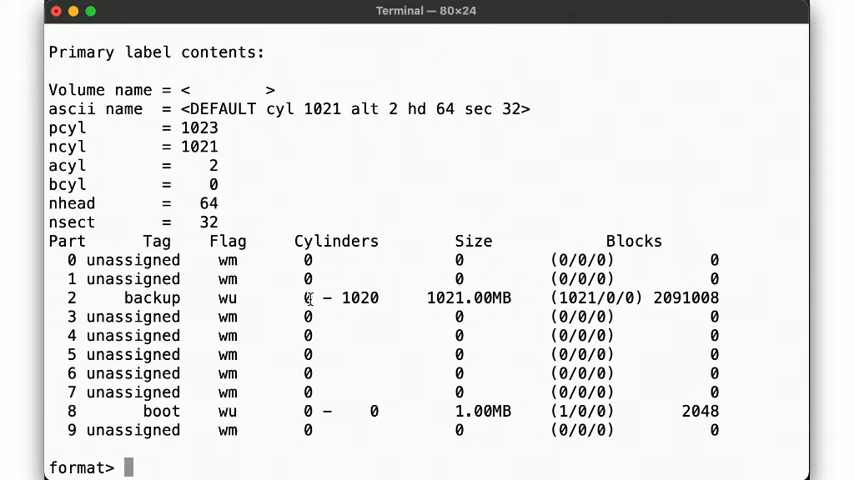 Terminal — 80×24
Primary label contents:
Volume name = <        >
ascii name  = <DEFAULT cyl 1021 alt 2 hd 64 sec 32>
pcyl        = 1023
ncyl        = 1021
acyl        =    2
bcyl        =    0
nhead       =   64
nsect       =   32
Part      Tag    Flag     Cylinders        Size            Blocks
  0 unassigned    wm       0               0         (0/0/0)          0
  1 unassigned    wm       0               0         (0/0/0)          0
  2     backup    wu       0 - 1020     1021.00MB    (1021/0/0) 2091008
  3 unassigned    wm       0               0         (0/0/0)          0
  4 unassigned    wm       0               0         (0/0/0)          0
  5 unassigned    wm       0               0         (0/0/0)          0
  6 unassigned    wm       0               0         (0/0/0)          0
  7 unassigned    wm       0               0         (0/0/0)          0
  8       boot    wu       0 -    0        1.00MB    (1/0/0)       2048
  9 unassigned    wm       0               0         (0/0/0)          0
format>